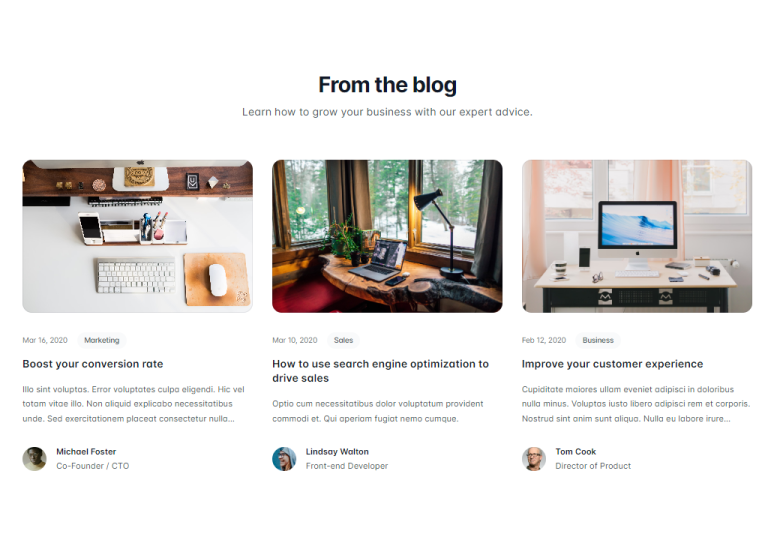 From the blog
Learn how to grow your business with our expert advice.
Mar 16, 2020 Marketing
Boost your conversion rate
Illo sint voluptas. Error voluptates culpa eligendi. Hic vel
totam vitae illo. Non aliquid explicabo necessitatibus
unde. Sed exercitationem placeat consectetur nulla...
Michael Foster
Co-Founder / CTO
Mar 10, 2020 Sales
How to use search engine optimization to
drive sales
Optio cum necessitatibus dolor voluptatum provident
commodi et. Qui aperiam fugiat nemo cumque.
Lindsay Walton
Front-end Developer
Feb 12, 2020 Business
Improve your customer experience
Cupiditate maiores ullam eveniet adipisci in doloribus
nulla minus. Voluptas iusto libero adipisci rem et corporis.
Nostrud sint anim sunt aliqua. Nulla eu labore irure...
Tom Cook
Director of Product